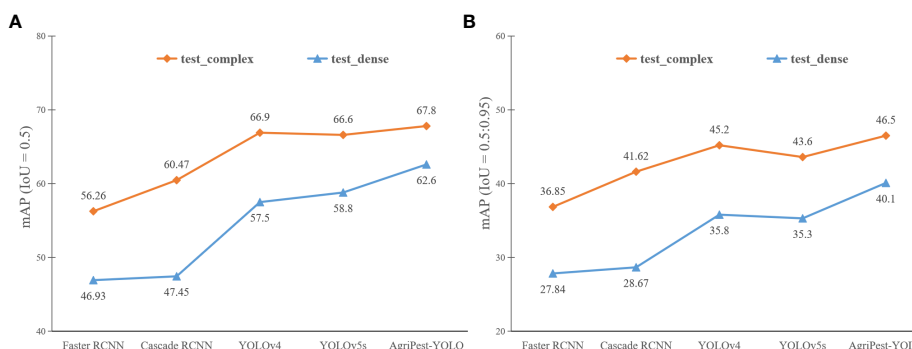 A
80
70
60
50
40
mAP (IoU = 0.5)
test_complex
test_dense
56.26
60.47
66.9
66.6
67.8
46.93
47.45
57.5
58.8
62.6
Faster RCNN
Cascade RCNN
YOLOv4
YOLOv5s
AgriPest-YOLO
B
60
50
40
30
20
mAP (IoU = 0.5:0.95)
test_complex
test_dense
36.85
41.62
45.2
43.6
46.5
27.84
28.67
35.8
35.3
40.1
Faster RCNN
Cascade RCNN
YOLOv4
YOLOv5s
AgriPest-YOLO